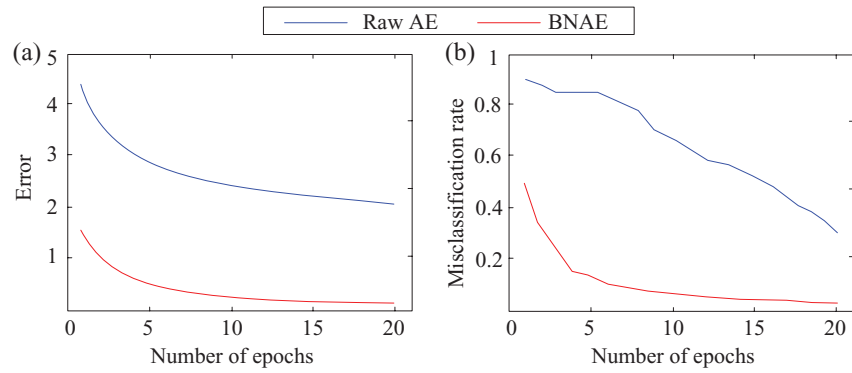 Raw AE BNAE
(a)
5
4
3
2
1
Error
0 5 10 15 20
Number of epochs
(b)
1
0.8
0.6
0.4
0.2
Misclassification rate
0 5 10 15 20
Number of epochs